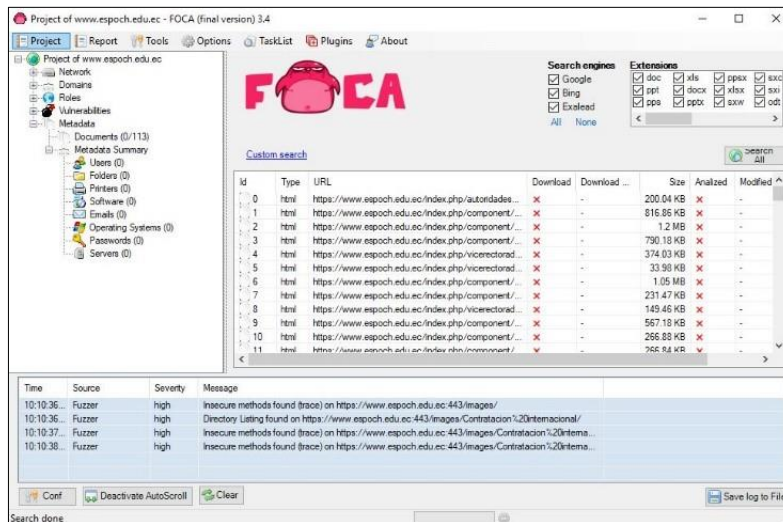 Project of www.espoch.edu.ec - FOCA (final version) 3.4
Project Report Tools Options TaskList Plugins About
Project of www.espoch.edu.ec
Network
Domains
Roles
Vulnerabilities
Metadata
Documents (0/113)
Metadata Summary
Users (0)
Folders (0)
Printers (0)
Software (0)
Emails (0)
Operating Systems (0)
Passwords (0)
Servers (0)
FOCA
Search engines
Google
Bing
Exalead
All None
Extensions
doc xls ppsx sxc
ppt docx xlsx sxi
pps pptx sxw odt
Custom search
Search All
Id Type URL Download Download ... Size Analized Modified
0 html https://www.espoch.edu.ec/index.php/autoridades... - 200.04 KB -
1 html https://www.espoch.edu.ec/index.php/component/... - 816.86 KB -
2 html https://www.espoch.edu.ec/index.php/component/... - 1.2 MB -
3 html https://www.espoch.edu.ec/index.php/component/... - 790.18 KB -
4 html https://www.espoch.edu.ec/index.php/vicerectorad... - 374.03 KB -
5 html https://www.espoch.edu.ec/index.php/vicerectorad... - 33.98 KB -
6 html https://www.espoch.edu.ec/index.php/component/... - 1.05 MB -
7 html https://www.espoch.edu.ec/index.php/component/... - 231.47 KB -
8 html https://www.espoch.edu.ec/index.php/vicerectorad... - 149.46 KB -
9 html https://www.espoch.edu.ec/index.php/component/... - 567.18 KB -
10 html https://www.espoch.edu.ec/index.php/component/... - 266.88 KB -
11 html https://www.espoch.edu.ec/index.php/component/... - 266.84 KB -
Time Source Severity Message
10:10:36... Fuzzer high Insecure methods found (trace) on https://www.espoch.edu.ec:443/images/
10:10:36... Fuzzer high Directory Listing found on https://www.espoch.edu.ec:443/images/Contratacion%20internacional/
10:10:37... Fuzzer high Insecure methods found (trace) on https://www.espoch.edu.ec:443/images/Contratacion%20interna...
10:10:38... Fuzzer high Insecure methods found (trace) on https://www.espoch.edu.ec:443/images/Contratacion%20interna...
Conf Deactivate AutoScroll Clear Save log to File
Search done